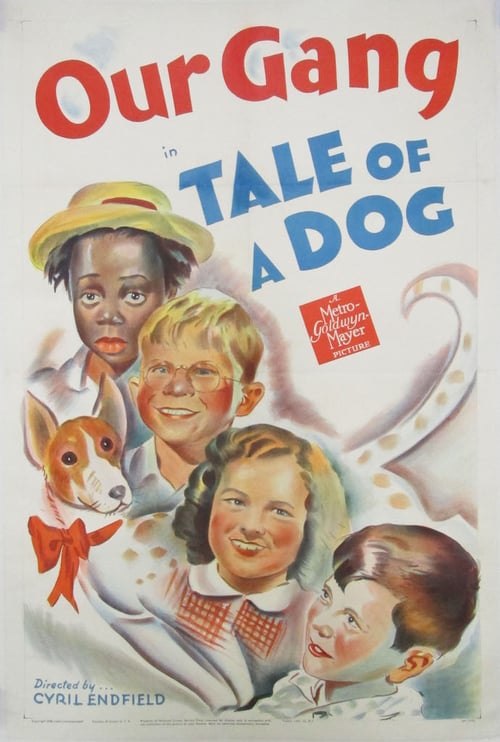 Our Gang
in
TALE OF
A DOG
A
Metro-
Goldwyn-
Mayer
PICTURE
Directed by...
CYRIL ENDFIELD